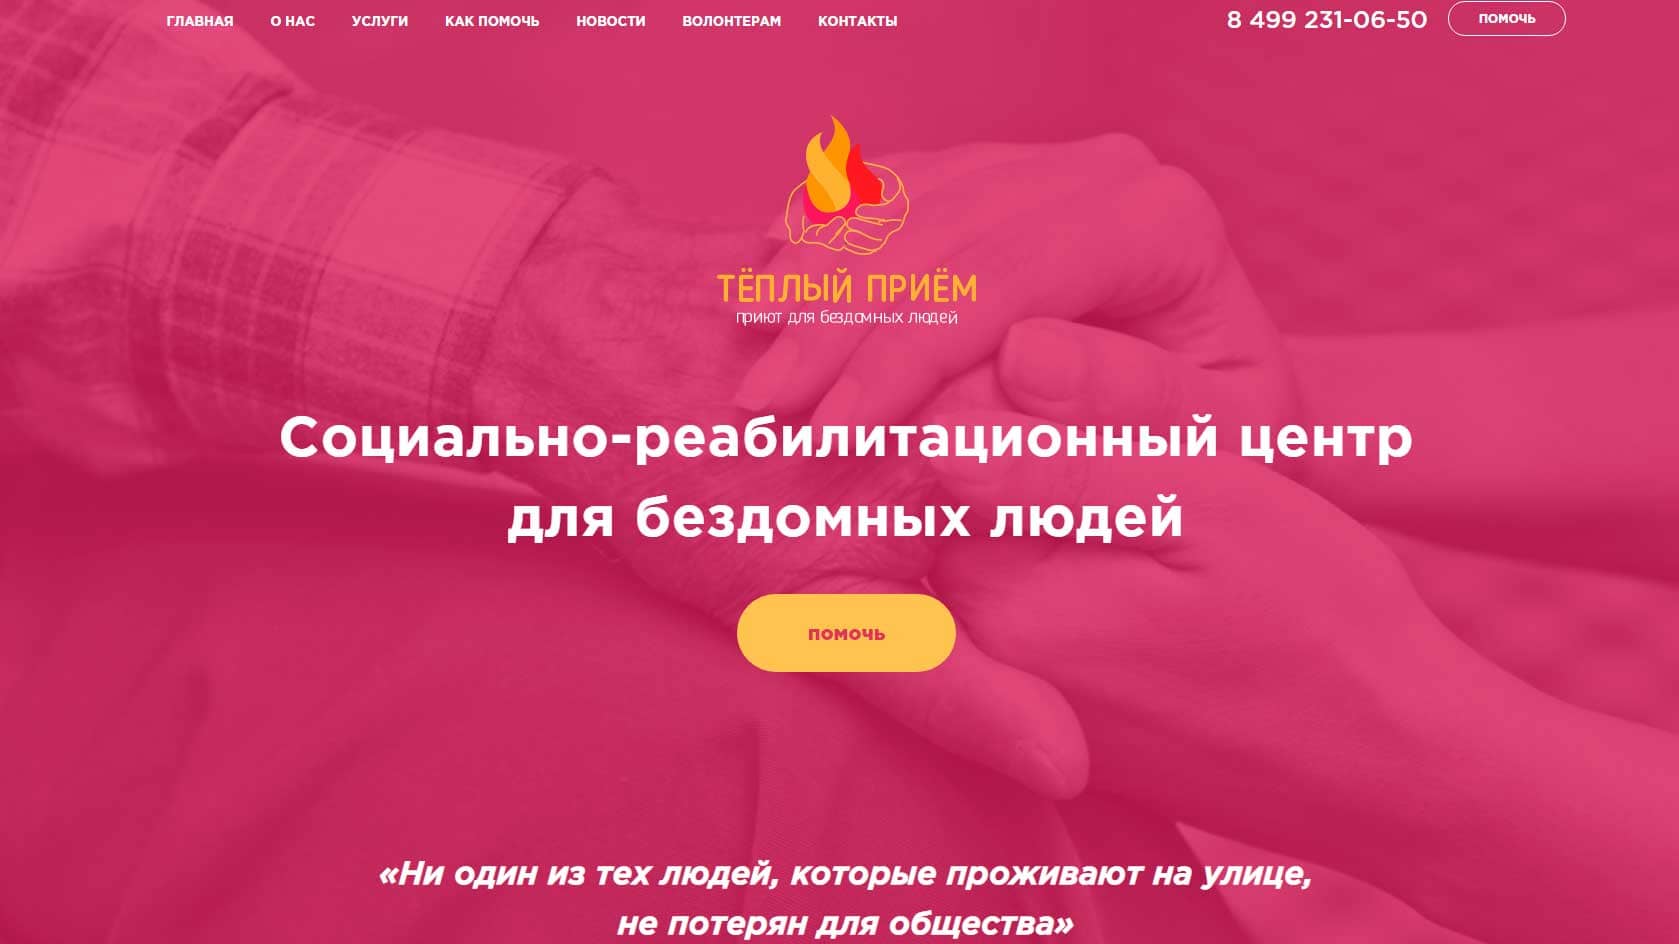 ГЛАВНАЯ О НАС УСЛУГИ КАК ПОМОЧЬ НОВОСТИ ВОЛОНТЕРАМ КОНТАКТЫ 8 499 231-06-50 ПОМОЧЬ
ТЁПЛЫЙ ПРИЁМ
приют для бездомных людей
Социально-реабилитационный центр
для бездомных людей
ПОМОЧЬ
«Ни один из тех людей, которые проживают на улице,
не потерян для общества»